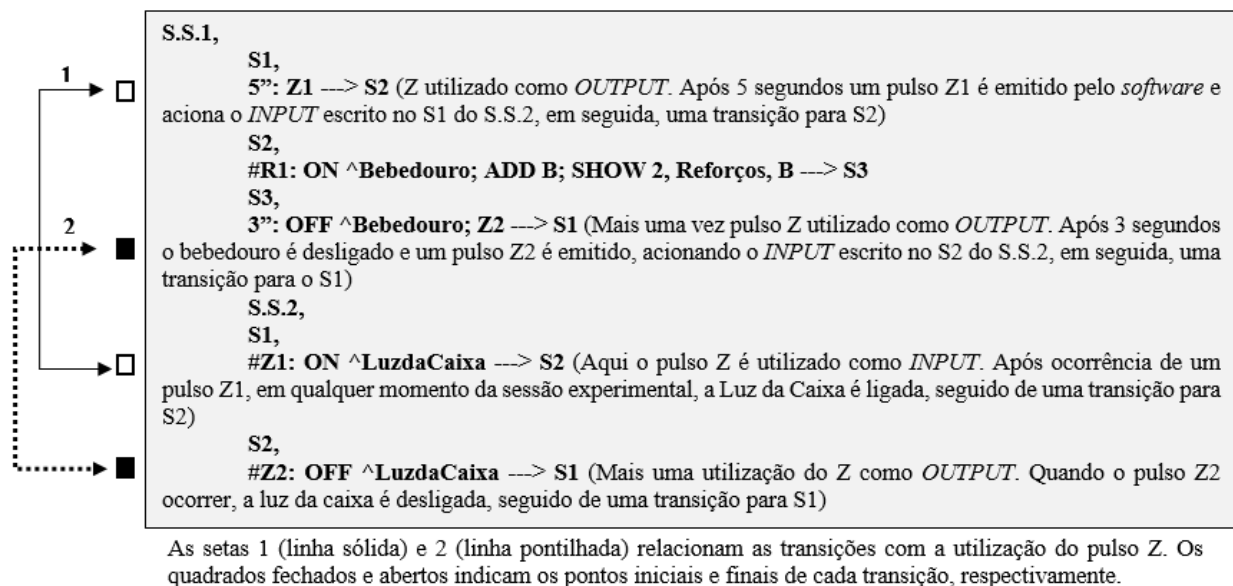 S.S.1,
S1,
1
5”: Z1 ---> S2 (Z utilizado como OUTPUT. Após 5 segundos um pulso Z1 é emitido pelo software e
aciona o INPUT escrito no S1 do S.S.2, em seguida, uma transição para S2)
S2,
#R1: ON ^Bebedouro; ADD B; SHOW 2, Reforços, B ---> S3
S3,
2
3”: OFF ^Bebedouro; Z2 ---> S1 (Mais uma vez pulso Z utilizado como OUTPUT. Após 3 segundos
o bebedouro é desligado e um pulso Z2 é emitido, acionando o INPUT escrito no S2 do S.S.2, em seguida, uma
transição para o S1)
S.S.2,
S1,
#Z1: ON ^LuzdaCaixa ---> S2 (Aqui o pulso Z é utilizado como INPUT. Após ocorrência de um
pulso Z1, em qualquer momento da sessão experimental, a Luz da Caixa é ligada, seguido de uma transição para
S2)
S2,
#Z2: OFF ^LuzdaCaixa ---> S1 (Mais uma utilização do Z como OUTPUT. Quando o pulso Z2
ocorrer, a luz da caixa é desligada, seguido de uma transição para S1)
As setas 1 (linha sólida) e 2 (linha pontilhada) relacionam as transições com a utilização do pulso Z. Os
quadrados fechados e abertos indicam os pontos iniciais e finais de cada transição, respectivamente.